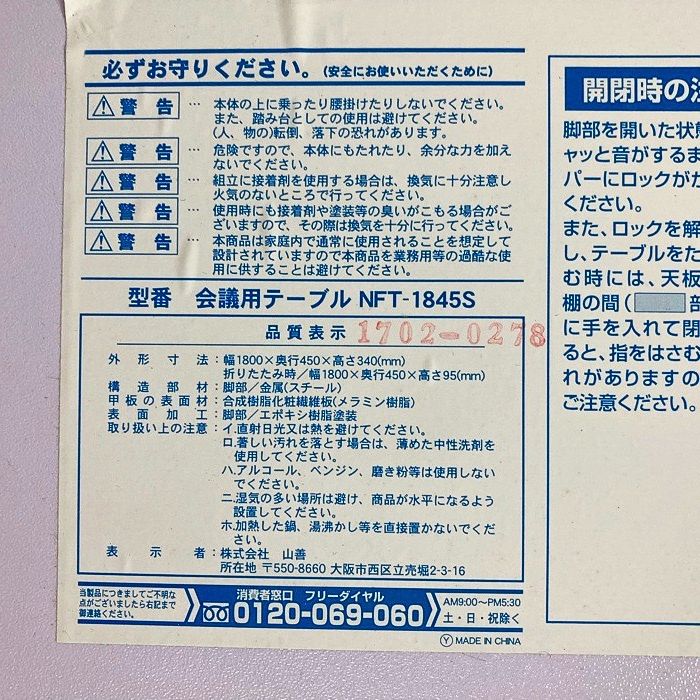 必ずお守りください。(安全にお使いいただくために)
警告 … 本体の上に乗ったり腰掛けたりしないでください。
また、踏み台としての使用は避けてください。
(人、物の)転倒、落下の恐れがあります。
警告 … 危険ですので、本体にもたれたり、余分な力を加え
ないでください。
警告 … 組立に接着剤を使用する場合は、換気に十分注意し
火気のないところで行ってください。
警告 … 使用時にも接着剤や塗装等の臭いがこもる場合がご
ざいますので、その際は換気を十分に行ってください。
警告 … 本商品は家庭内で通常に使用されることを想定して
設計されていますので本商品を業務用等の過酷な使
用に供することは避けてください。
型番 会議用テーブル NFT-1845S
品質表示 1702-0278
外形寸法:幅1800×奥行450×高さ340(mm)
折りたたみ時/幅1800×奥行450×高さ95(mm)
構造部材:脚部/金属(スチール)
甲板の表面材:合成樹脂化粧繊維板(メラミン樹脂)
表面加工:脚部/エポキシ樹脂塗装
取り扱い上の注意:イ.直射日光又は熱を避けてください。
ロ.著しい汚れを落とす場合は、薄めた中性洗剤を
使用してください。
ハ.アルコール、ベンジン、磨き粉等は使用しない
でください。
ニ.湿気の多い場所は避け、商品が水平になるよう
設置してください。
ホ.加熱した鍋、湯沸かし等を直接置かないでくだ
さい。
表示者:株式会社 山善
所在地 〒550-8660 大阪市西区立売堀2-3-16
当製品につきましてご不明な
点がございましたら右記まで
御連絡ください。
消費者窓口 フリーダイヤル
0120-069-060
AM9:00〜PM5:30
土・日・祝除く
Ⓨ MADE IN CHINA
開閉時の
脚部を開いた状
ャッと音がするま
パーにロックがか
ください。
また、ロックを解
し、テーブルをた
む時には、天板
棚の間( 部
に手を入れて閉
ると、指をはさむ
れがありますの
ご注意ください。